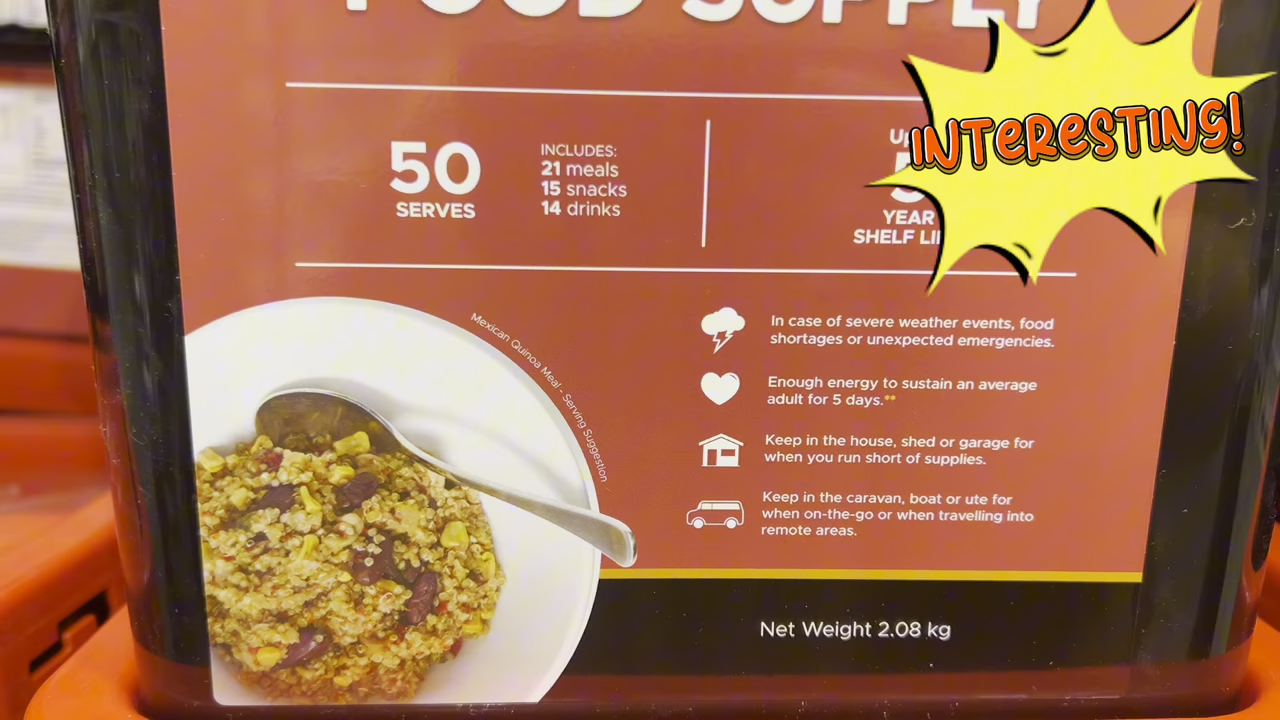 FOOD SUPPLY
INTERESTING!
50
SERVES
INCLUDES:
21 meals
15 snacks
14 drinks
Up
5
YEAR
SHELF LI
Mexican Quinoa Meal - Serving Suggestion
In case of severe weather events, food
shortages or unexpected emergencies.
Enough energy to sustain an average
adult for 5 days.**
Keep in the house, shed or garage for
when you run short of supplies.
Keep in the caravan, boat or ute for
when on-the-go or when travelling into
remote areas.
Net Weight 2.08 kg